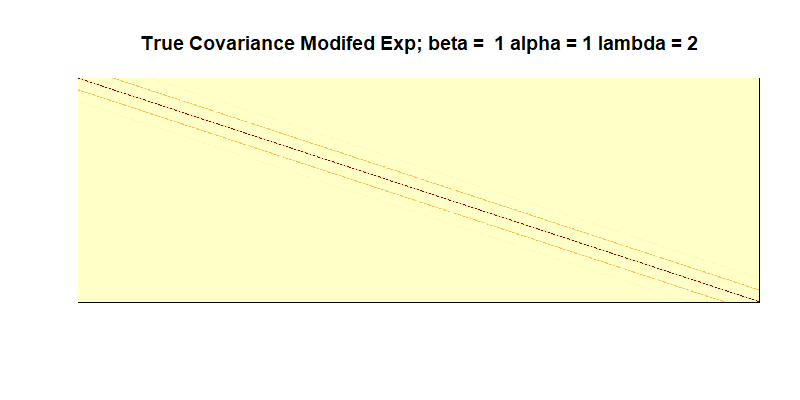 True Covariance Modifed Exp; beta =  1 alpha = 1 lambda = 2